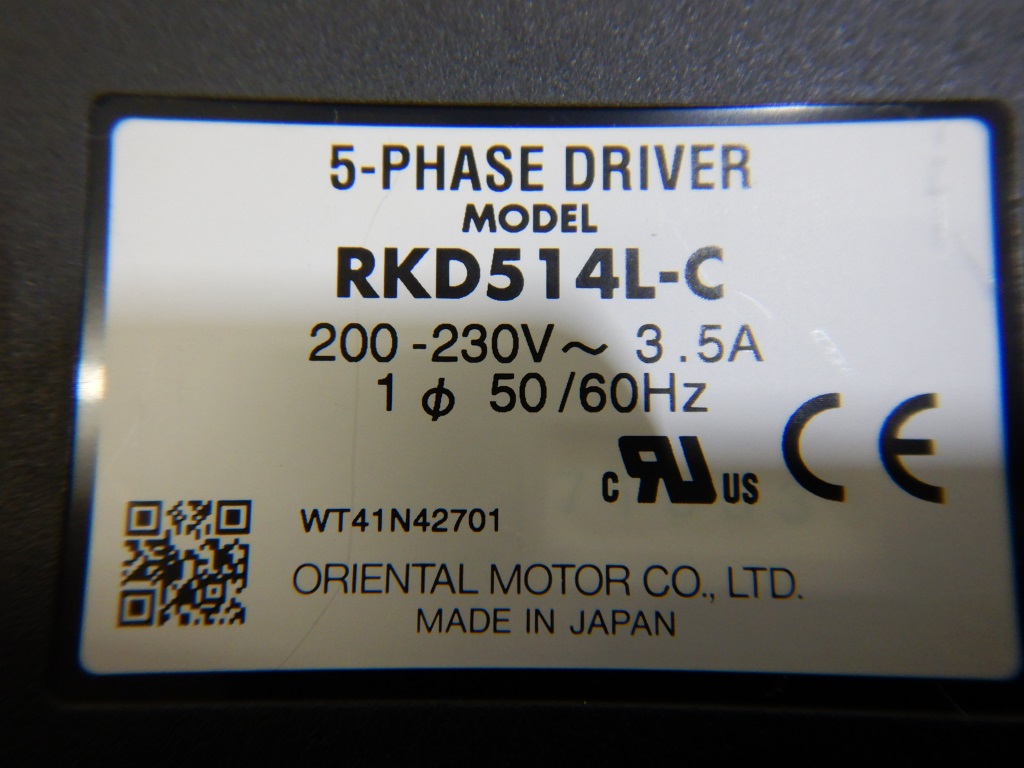 5-PHASE DRIVER
MODEL
RKD514L-C
200-230V～ 3.5A
1ϕ 50/60Hz
c RU US CE
WT41N42701
ORIENTAL MOTOR CO., LTD.
MADE IN JAPAN